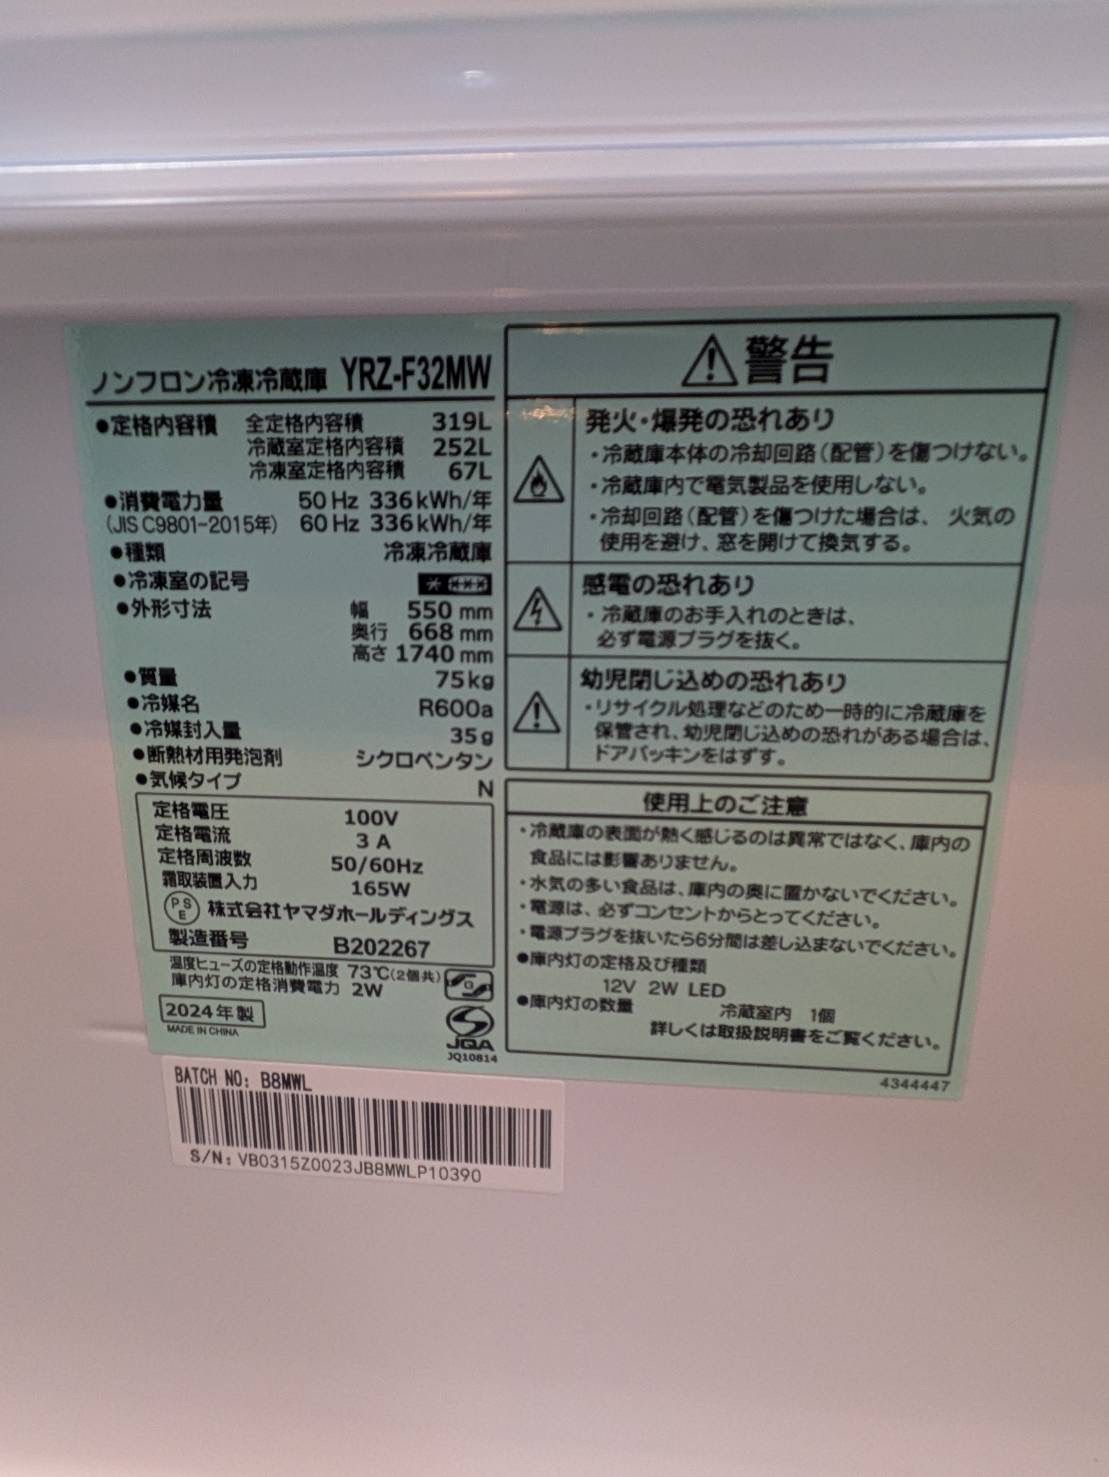 ノンフロン冷凍冷蔵庫 YRZ-F32MW
●定格内容積 全定格内容積 319L
冷蔵室定格内容積 252L
冷凍室定格内容積 67L
●消費電力量 50Hz 336kWh/年
(JIS C9801-2015年) 60Hz 336kWh/年
●種類 冷凍冷蔵庫
●冷凍室の記号
●外形寸法 幅 550mm
奥行 668mm
高さ 1740mm
●質量 75kg
●冷媒名 R600a
●冷媒封入量 35g
●断熱材用発泡剤 シクロペンタン
●気候タイプ N
定格電圧 100V
定格電流 3A
定格周波数 50/60Hz
霜取装置入力 165W
PSE 株式会社ヤマダホールディングス
製造番号 B202267
温度ヒューズの定格動作温度 73℃(2個共)
庫内灯の定格消費電力 2W
2024年製
MADE IN CHINA
JQA
JQ10814
警告
発火・爆発の恐れあり
・冷蔵庫本体の冷却回路(配管)を傷つけない。
・冷蔵庫内で電気製品を使用しない。
・冷却回路(配管)を傷つけた場合は、火気の
使用を避け、窓を開けて換気する。
感電の恐れあり
・冷蔵庫のお手入れのときは、
必ず電源プラグを抜く。
幼児閉じ込めの恐れあり
・リサイクル処理などのため一時的に冷蔵庫を
保管され、幼児閉じ込めの恐れがある場合は、
ドアパッキンをはずす。
使用上のご注意
・冷蔵庫の表面が熱く感じるのは異常ではなく、庫内の
食品には影響ありません。
・水気の多い食品は、庫内の奥に置かないでください。
・電源は、必ずコンセントからとってください。
・電源プラグを抜いたら6分間は差し込まないでください。
●庫内灯の定格及び種類
12V 2W LED
●庫内灯の数量 冷蔵室内 1個
詳しくは取扱説明書をご覧ください。
4344447
BATCH NO: B8MWL
S/N: VB0315Z0023JB8MWLP10390